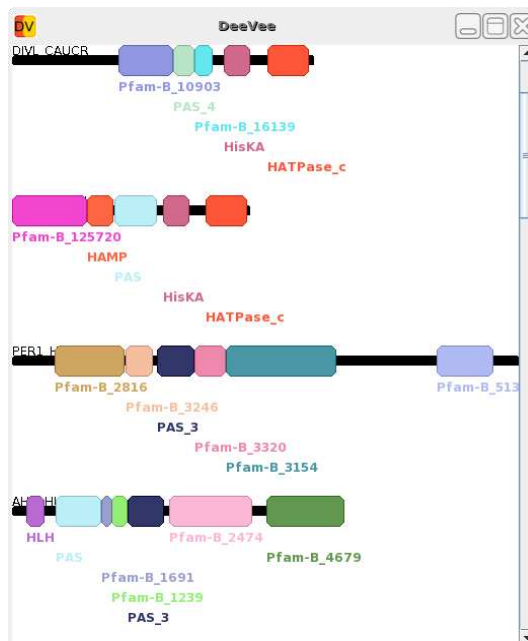 DV DeeVee
DIVL_CAUCR
Pfam-B_10903
PAS_4
Pfam-B_16139
HisKA
HATPase_c
Pfam-B_125720
HAMP
PAS
HisKA
HATPase_c
PER1_H
Pfam-B_2816
Pfam-B_513
Pfam-B_3246
PAS_3
Pfam-B_3320
Pfam-B_3154
HLH
PAS
Pfam-B_2474
Pfam-B_4679
Pfam-B_1691
Pfam-B_1239
PAS_3